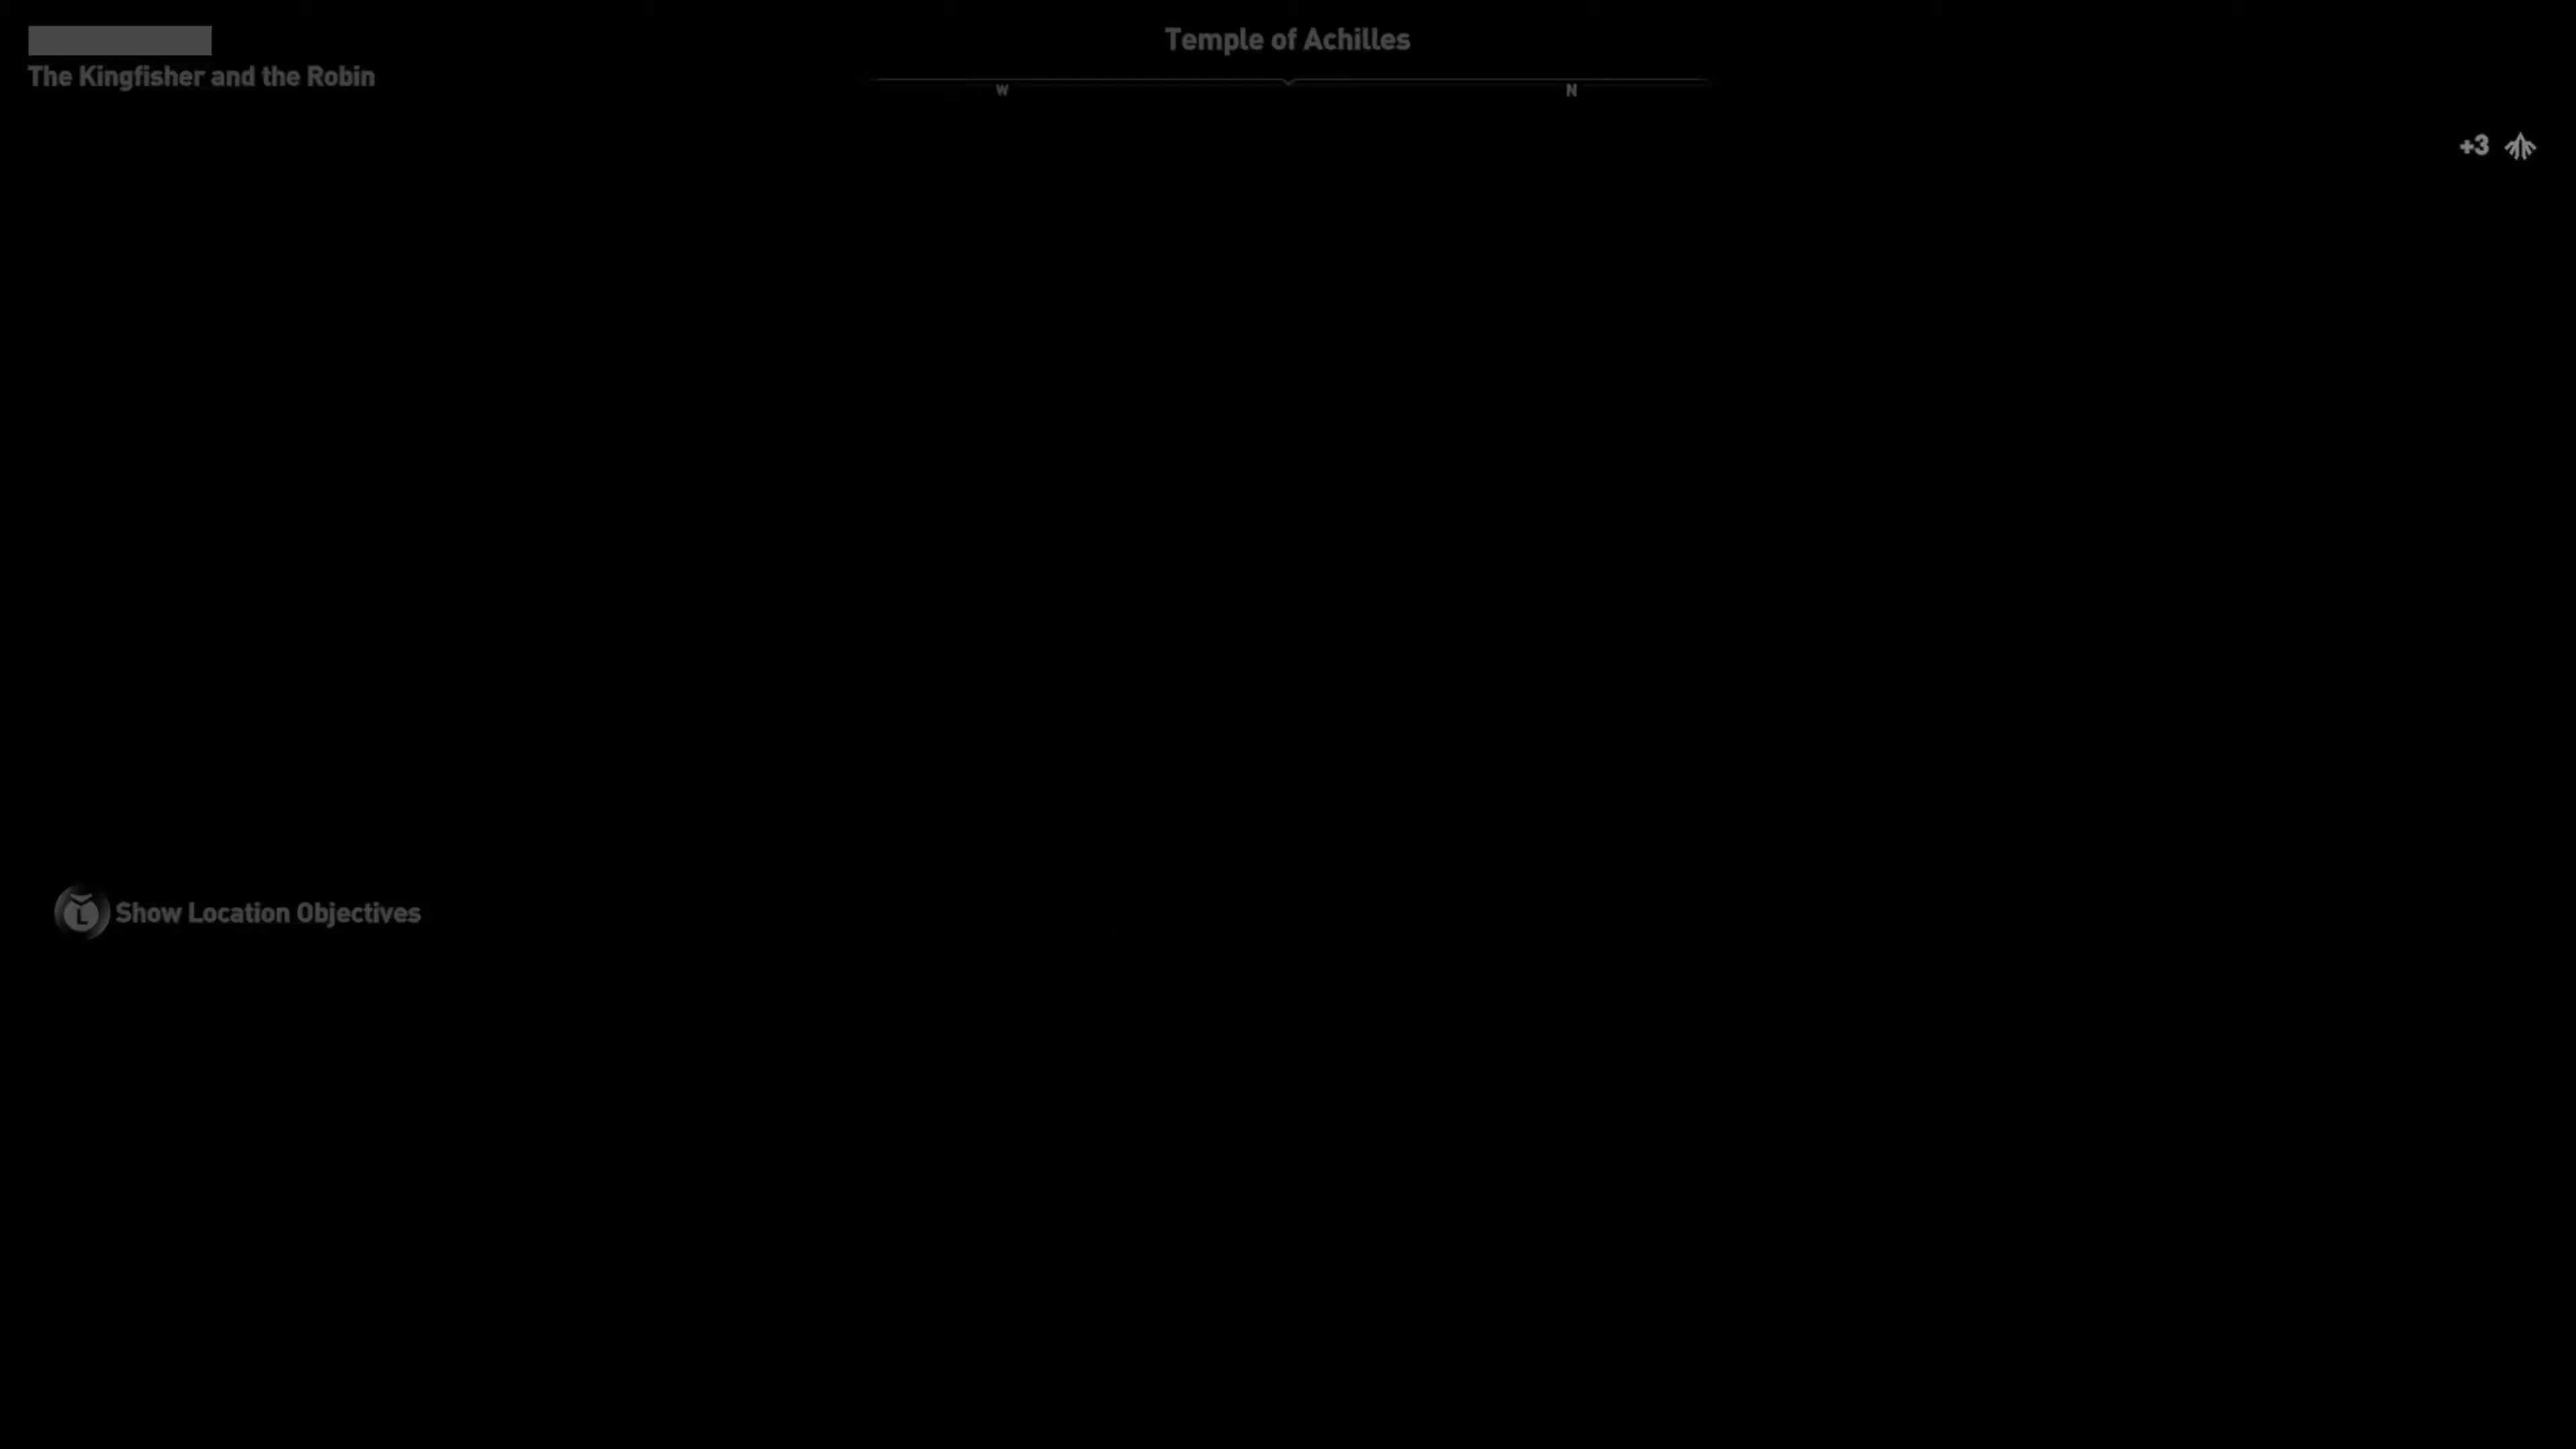 Temple of Achilles
The Kingfisher and the Robin
W N
+3
L Show Location Objectives